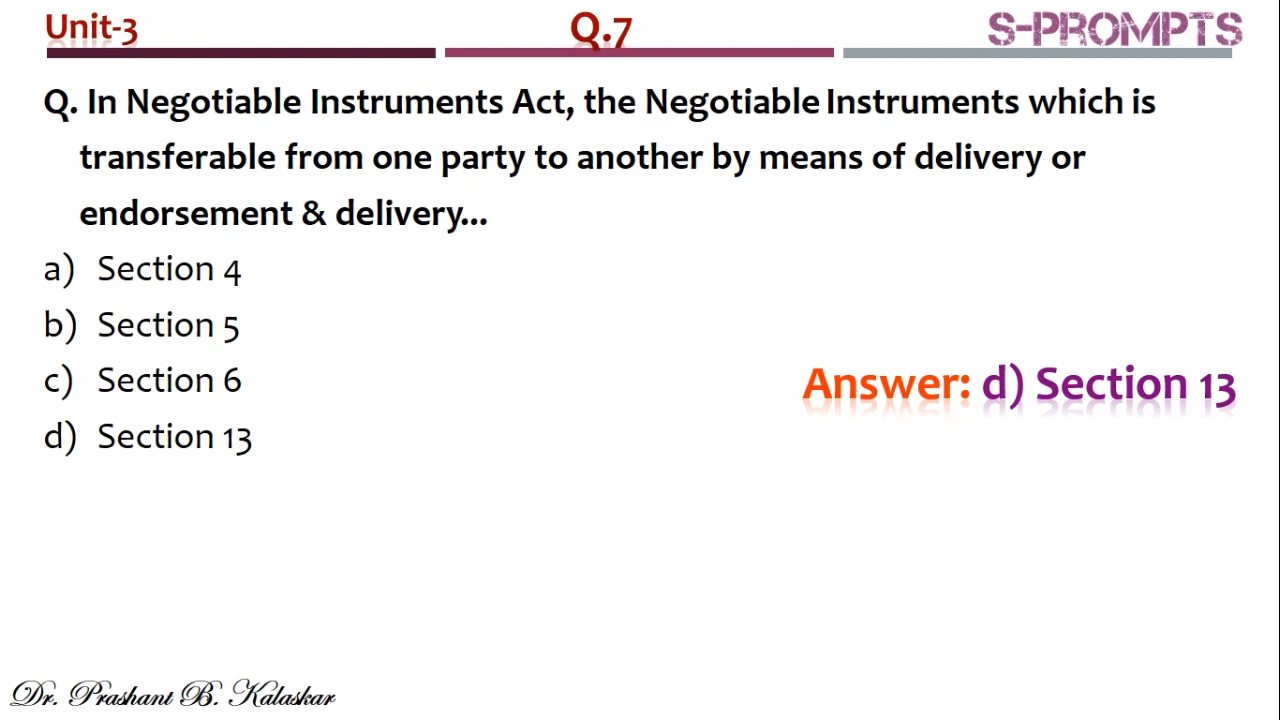 Unit-3
Q.7
S-PROMPTS
Q. In Negotiable Instruments Act, the Negotiable Instruments which is
transferable from one party to another by means of delivery or
endorsement & delivery...
a) Section 4
b) Section 5
c) Section 6
Answer: d) Section 13
d) Section 13
Dr. Prashant B. Kalaskar